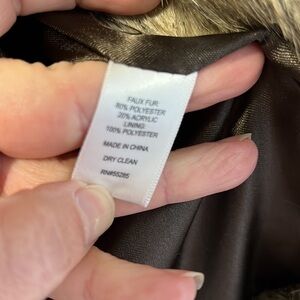 FAUX FUR:
80% POLYESTER
20% ACRYLIC
LINING:
100% POLYESTER
MADE IN CHINA
DRY CLEAN
RN#55285